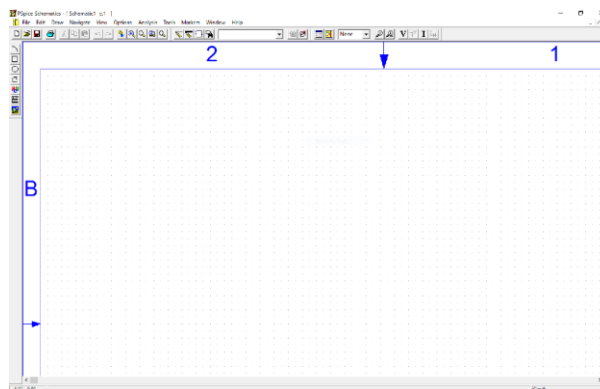 PSpice Schematics - [Schematic1 p.1 ]
File Edit Draw Navigate View Options Analysis Tools Markers Window Help
None V I
2 1
B